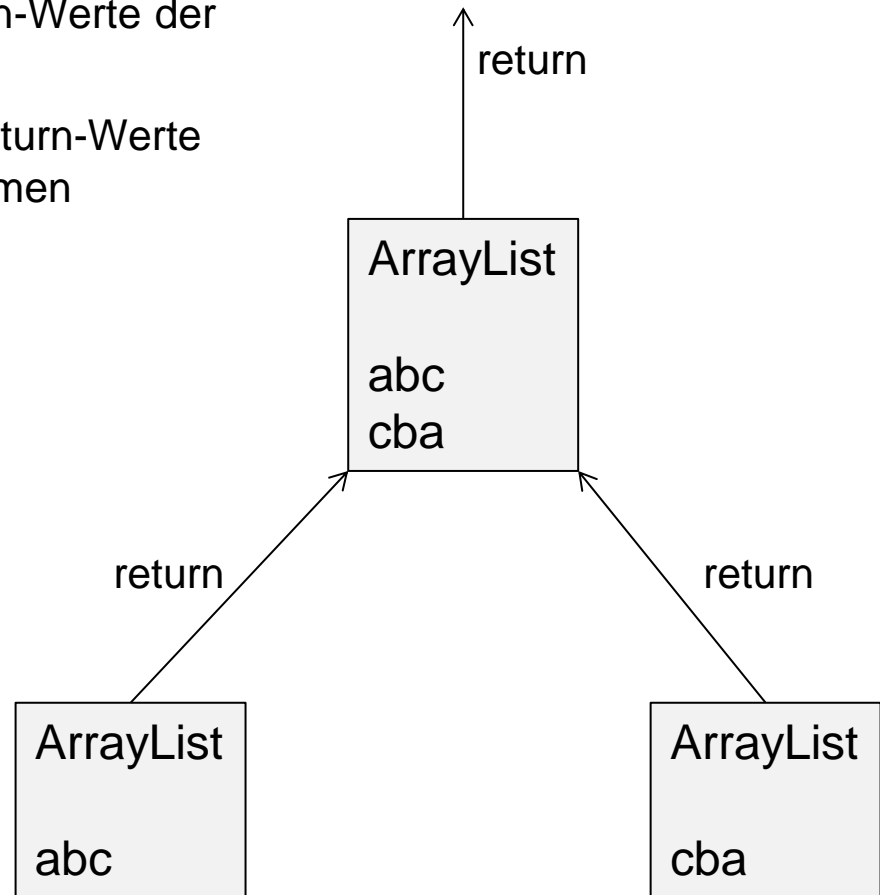 n-Werte der
return
turn-Werte
men
ArrayList
abc
cba
return
return
ArrayList
abc
ArrayList
cba